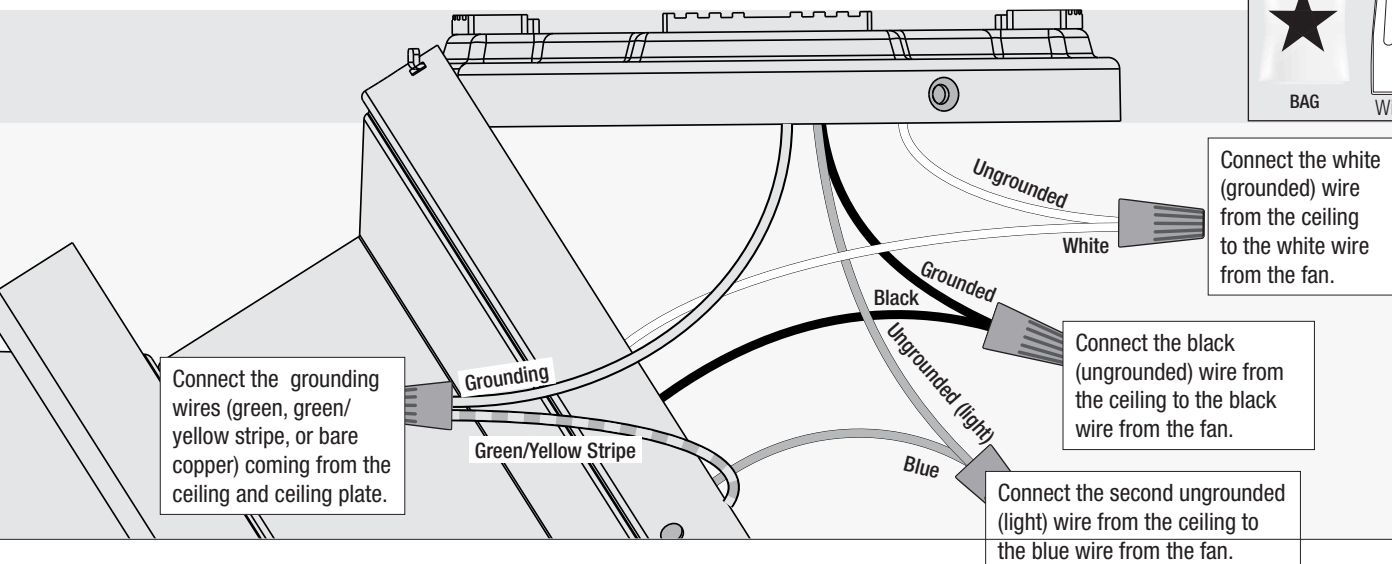 BAG
Connect the white
(grounded) wire
from the ceiling
to the white wire
from the fan.
Ungrounded
White
Grounded
Black
Connect the black
(ungrounded) wire from
the ceiling to the black
wire from the fan.
Ungrounded (light)
Blue
Connect the second ungrounded
(light) wire from the ceiling to
the blue wire from the fan.
Connect the grounding
wires (green, green/
yellow stripe, or bare
copper) coming from the
ceiling and ceiling plate.
Grounding
Green/Yellow Stripe